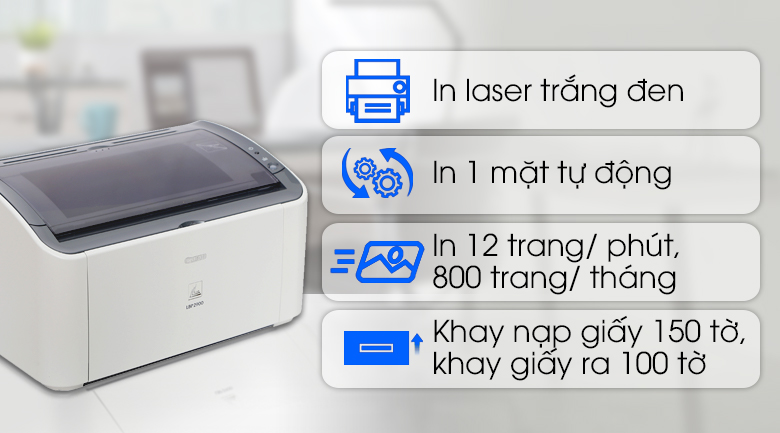 In laser trắng đen
In 1 mặt tự động
In 12 trang/ phút,
800 trang/ tháng
Khay nạp giấy 150 tờ,
khay giấy ra 100 tờ
Canon